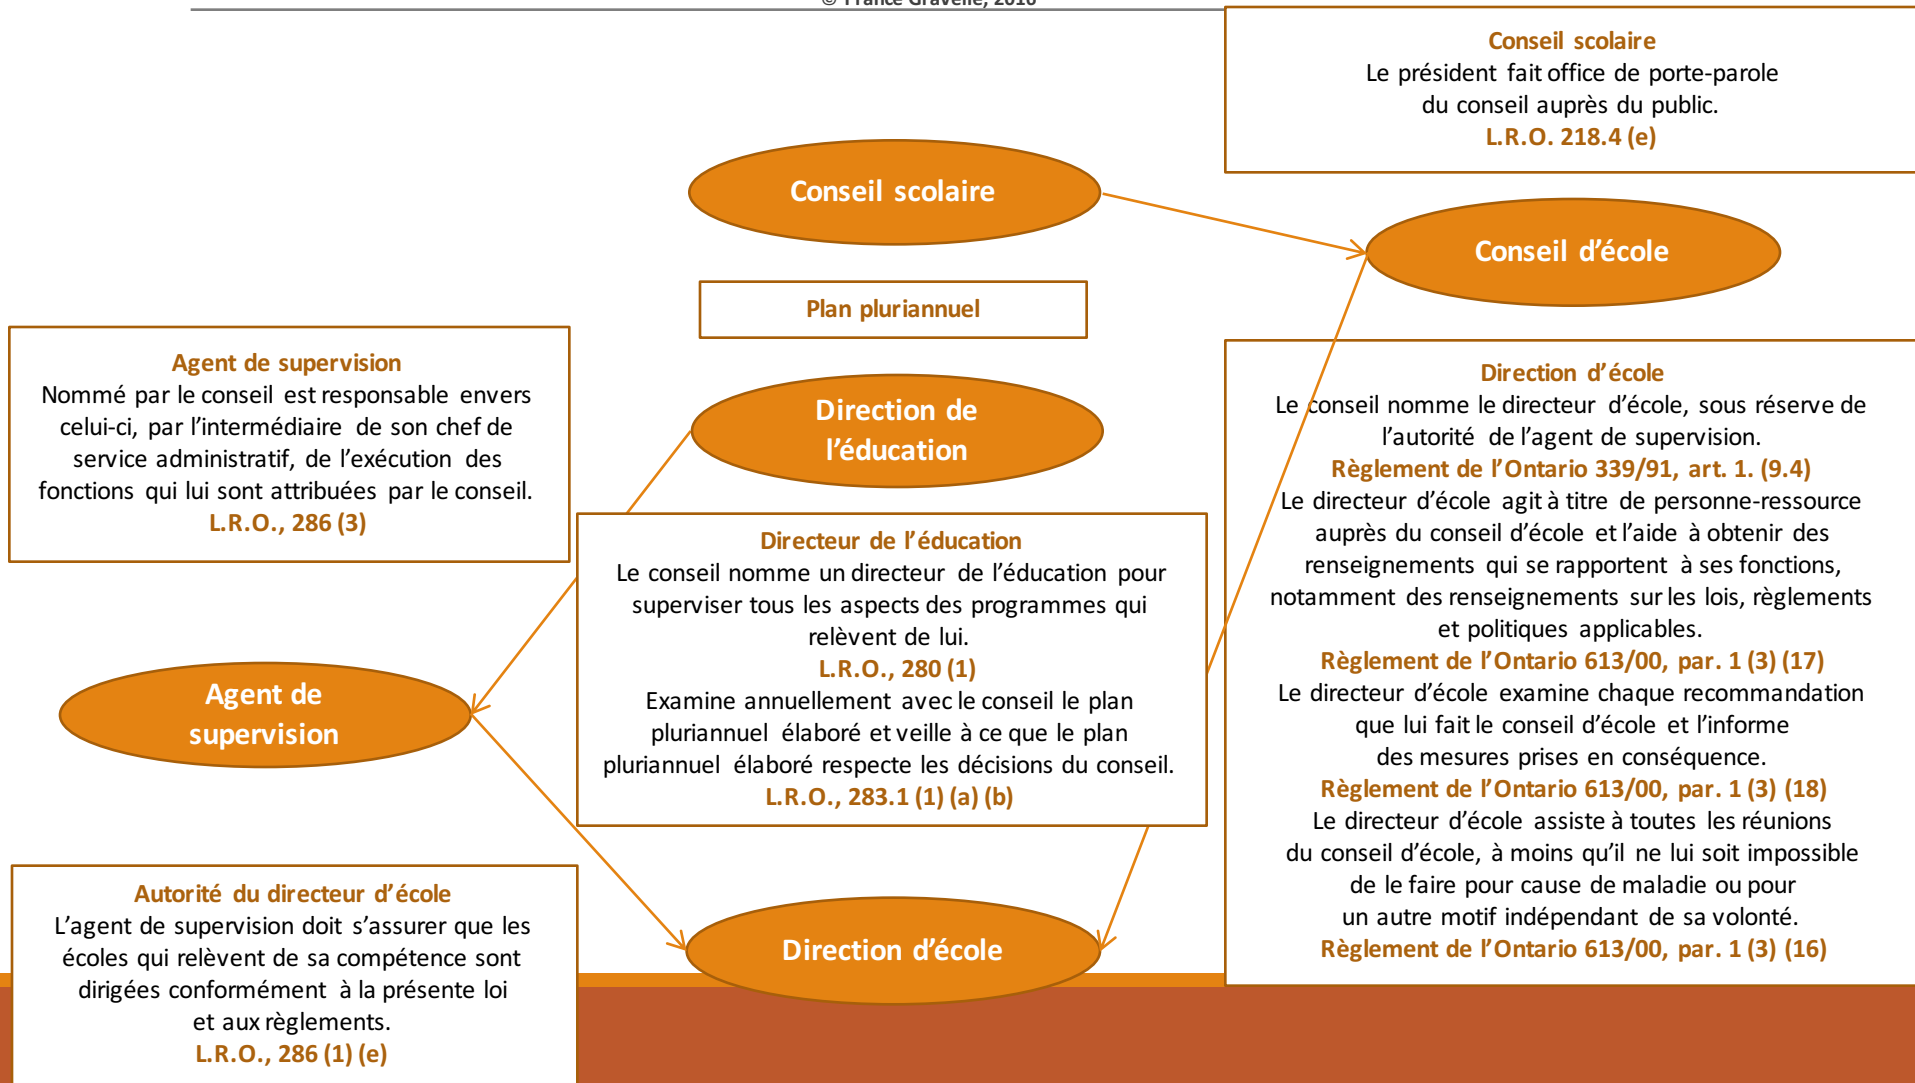 © France Gravelle, 2018
Conseil scolaire
Le président fait office de porte-parole
du conseil auprès du public.
L.R.O. 218.4 (e)
Conseil scolaire
Conseil d’école
Plan pluriannuel
Agent de supervision
Nommé par le conseil est responsable envers
celui-ci, par l’intermédiaire de son chef de
service administratif, de l’exécution des
fonctions qui lui sont attribuées par le conseil.
L.R.O., 286 (3)
Direction de
l’éducation
Directeur de l’éducation
Le conseil nomme un directeur de l’éducation pour
superviser tous les aspects des programmes qui
relèvent de lui.
L.R.O., 280 (1)
Examine annuellement avec le conseil le plan
pluriannuel élaboré et veille à ce que le plan
pluriannuel élaboré respecte les décisions du conseil.
L.R.O., 283.1 (1) (a) (b)
Direction d’école
Le conseil nomme le directeur d’école, sous réserve de
l’autorité de l’agent de supervision.
Règlement de l’Ontario 339/91, art. 1. (9.4)
Le directeur d’école agit à titre de personne-ressource
auprès du conseil d’école et l’aide à obtenir des
renseignements qui se rapportent à ses fonctions,
notamment des renseignements sur les lois, règlements
et politiques applicables.
Règlement de l’Ontario 613/00, par. 1 (3) (17)
Le directeur d’école examine chaque recommandation
que lui fait le conseil d’école et l’informe
des mesures prises en conséquence.
Règlement de l’Ontario 613/00, par. 1 (3) (18)
Le directeur d’école assiste à toutes les réunions
du conseil d’école, à moins qu’il ne lui soit impossible
de le faire pour cause de maladie ou pour
un autre motif indépendant de sa volonté.
Règlement de l’Ontario 613/00, par. 1 (3) (16)
Agent de
supervision
Autorité du directeur d’école
L’agent de supervision doit s’assurer que les
écoles qui relèvent de sa compétence sont
dirigées conformément à la présente loi
et aux règlements.
L.R.O., 286 (1) (e)
Direction d’école